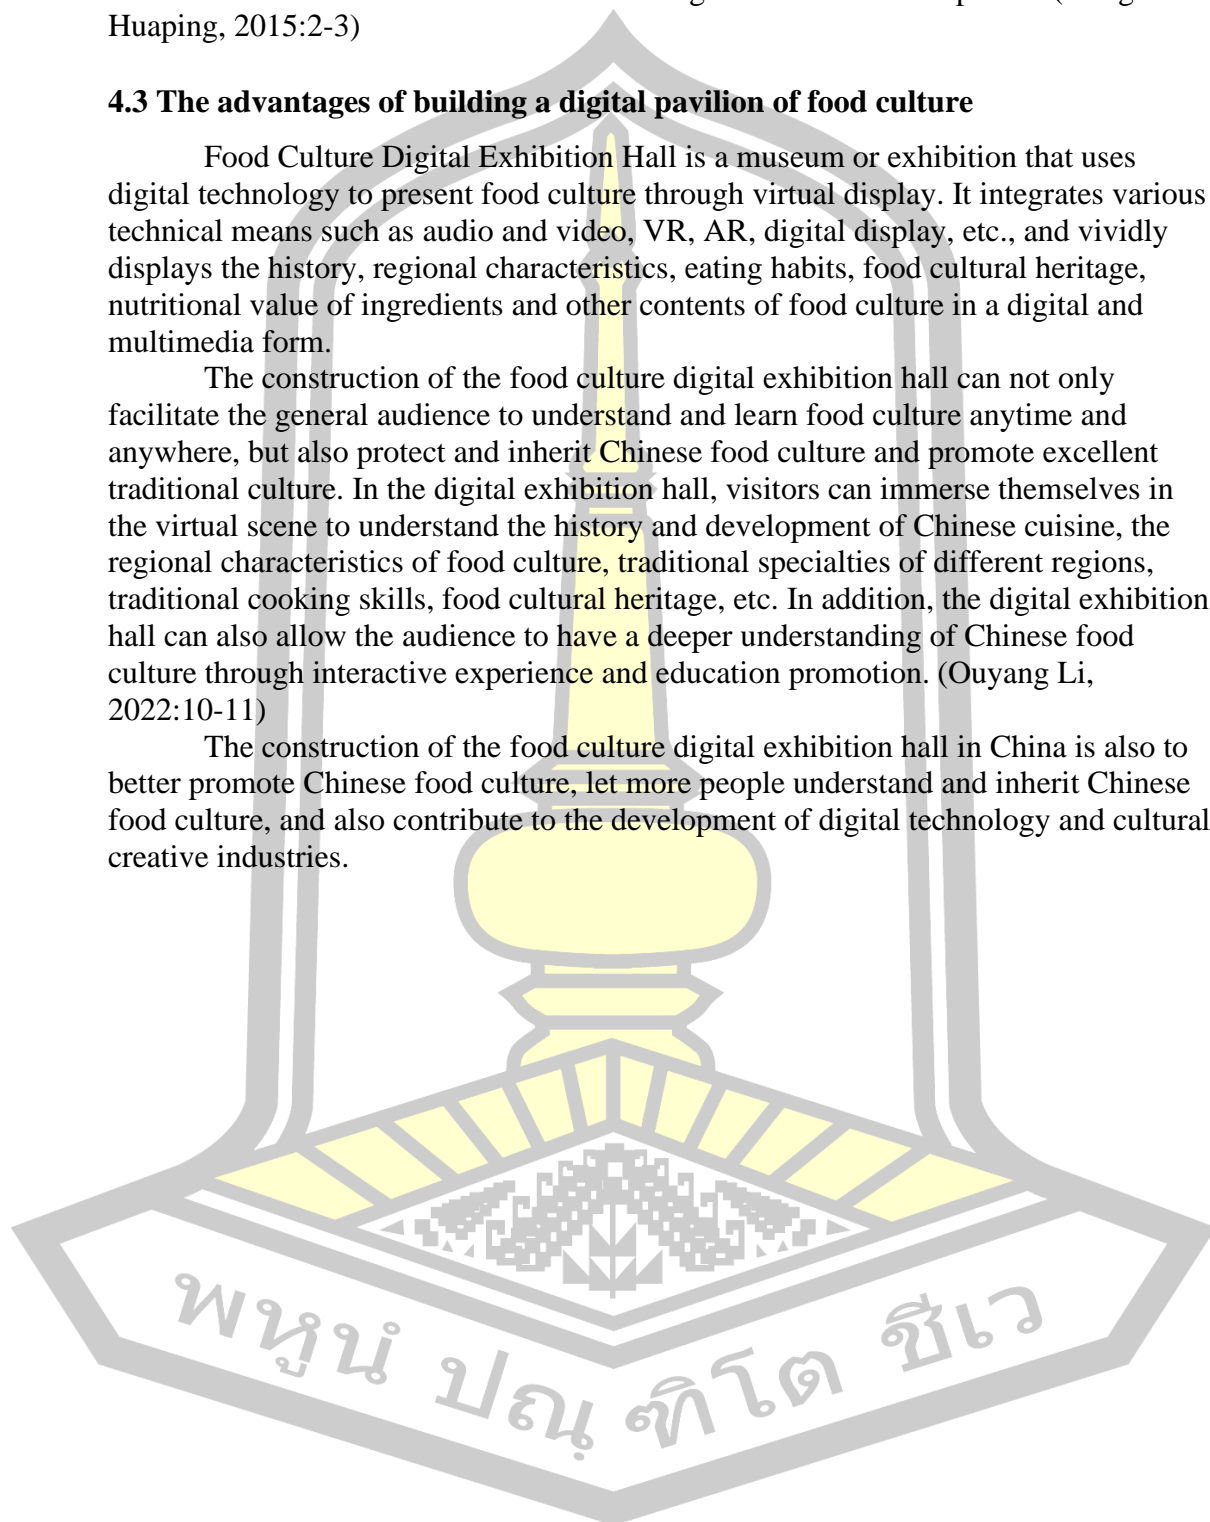 Huaping, 2015:2-3)
4.3 The advantages of building a digital pavilion of food culture
Food Culture Digital Exhibition Hall is a museum or exhibition that uses
digital technology to present food culture through virtual display. It integrates various
technical means such as audio and video, VR, AR, digital display, etc., and vividly
displays the history, regional characteristics, eating habits, food cultural heritage,
nutritional value of ingredients and other contents of food culture in a digital and
multimedia form.
The construction of the food culture digital exhibition hall can not only
facilitate the general audience to understand and learn food culture anytime and
anywhere, but also protect and inherit Chinese food culture and promote excellent
traditional culture. In the digital exhibition hall, visitors can immerse themselves in
the virtual scene to understand the history and development of Chinese cuisine, the
regional characteristics of food culture, traditional specialties of different regions,
traditional cooking skills, food cultural heritage, etc. In addition, the digital exhibition
hall can also allow the audience to have a deeper understanding of Chinese food
culture through interactive experience and education promotion. (Ouyang Li,
2022:10-11)
The construction of the food culture digital exhibition hall in China is also to
better promote Chinese food culture, let more people understand and inherit Chinese
food culture, and also contribute to the development of digital technology and cultural
creative industries.
พหูนํ ปณฺฑิโต ชีเว